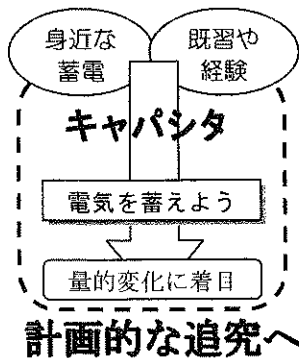 身近な
蓄電
既習や
経験
キャパシタ
電気を蓄えよう
量的変化に着目
計画的な追究へ